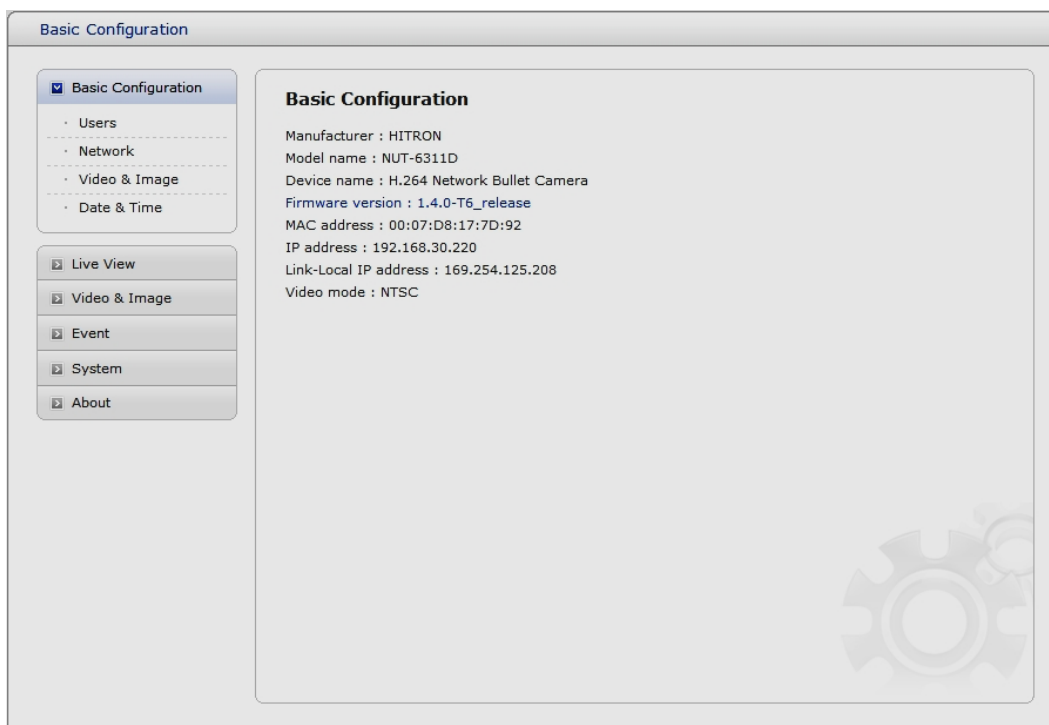 Basic Configuration
Basic Configuration
Users
Network
Video & Image
Date & Time
Live View
Video & Image
Event
System
About
Basic Configuration
Manufacturer : HITRON
Model name : NUT-6311D
Device name : H.264 Network Bullet Camera
Firmware version : 1.4.0-T6_release
MAC address : 00:07:D8:17:7D:92
IP address : 192.168.30.220
Link-Local IP address : 169.254.125.208
Video mode : NTSC